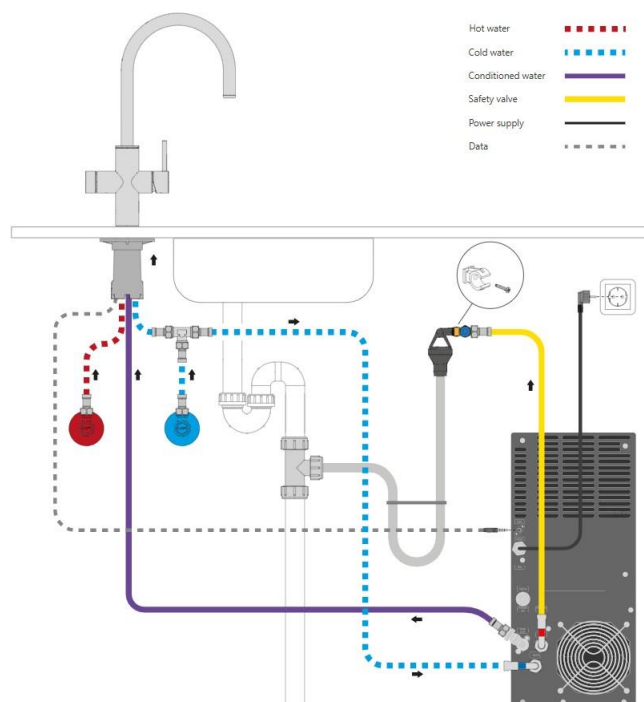 Hot water
Cold water
Conditioned water
Safety valve
Power supply
Data